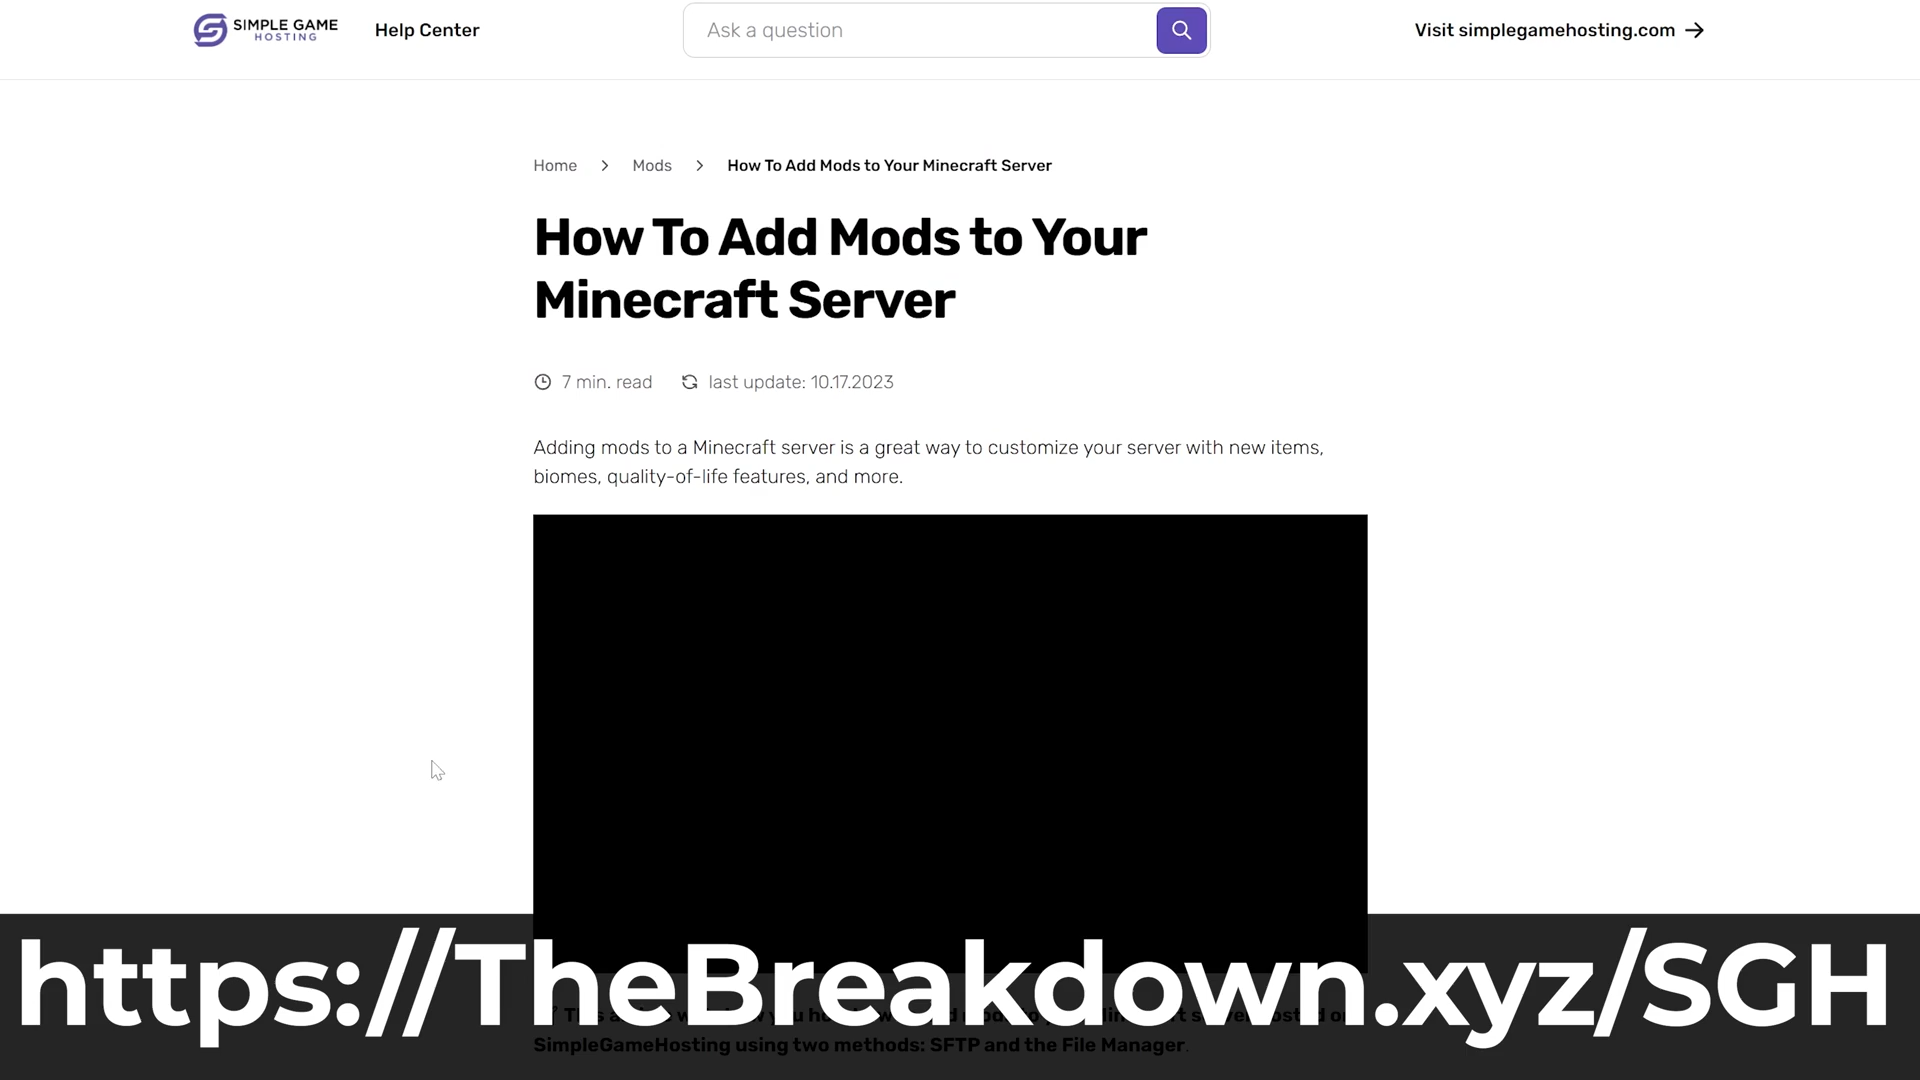 SIMPLE GAME
HOSTING
Help Center
Ask a question
Visit simplegamehosting.com
Home
Mods
How To Add Mods to Your Minecraft Server
How To Add Mods to Your
Minecraft Server
7 min. read
last update: 10.17.2023
Adding mods to a Minecraft server is a great way to customize your server with new items,
biomes, quality-of-life features, and more.
https://TheBreakdown.xyz/SGH
SimpleGameHosting using two methods: SFTP and the File Manager.